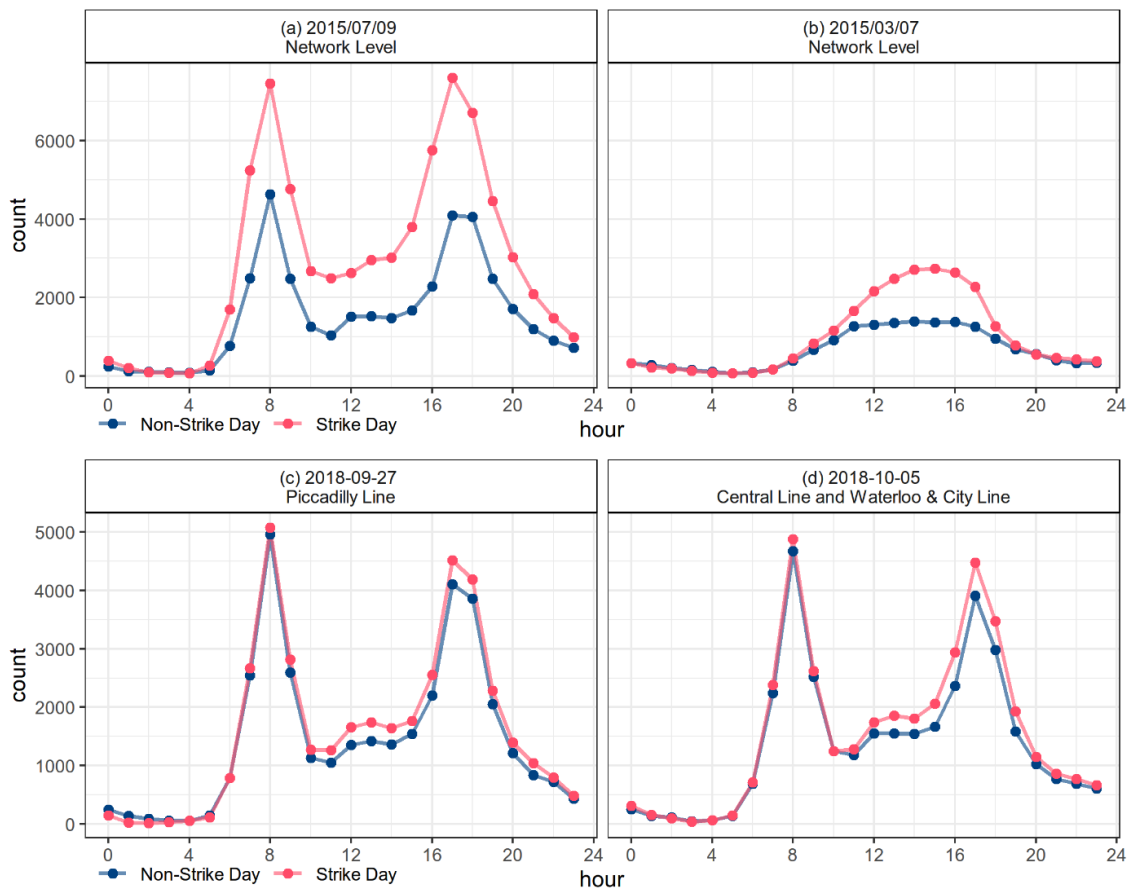 (a) 2015/07/09
Network Level
(b) 2015/03/07
Network Level
count
6000
4000
2000
0
0 4 8 12 16 20 24
0 4 8 12 16 20 24
hour
Non-Strike Day Strike Day
(c) 2018-09-27
Piccadilly Line
(d) 2018-10-05
Central Line and Waterloo & City Line
count
5000
4000
3000
2000
1000
0
0 4 8 12 16 20 24
0 4 8 12 16 20 24
hour
Non-Strike Day Strike Day